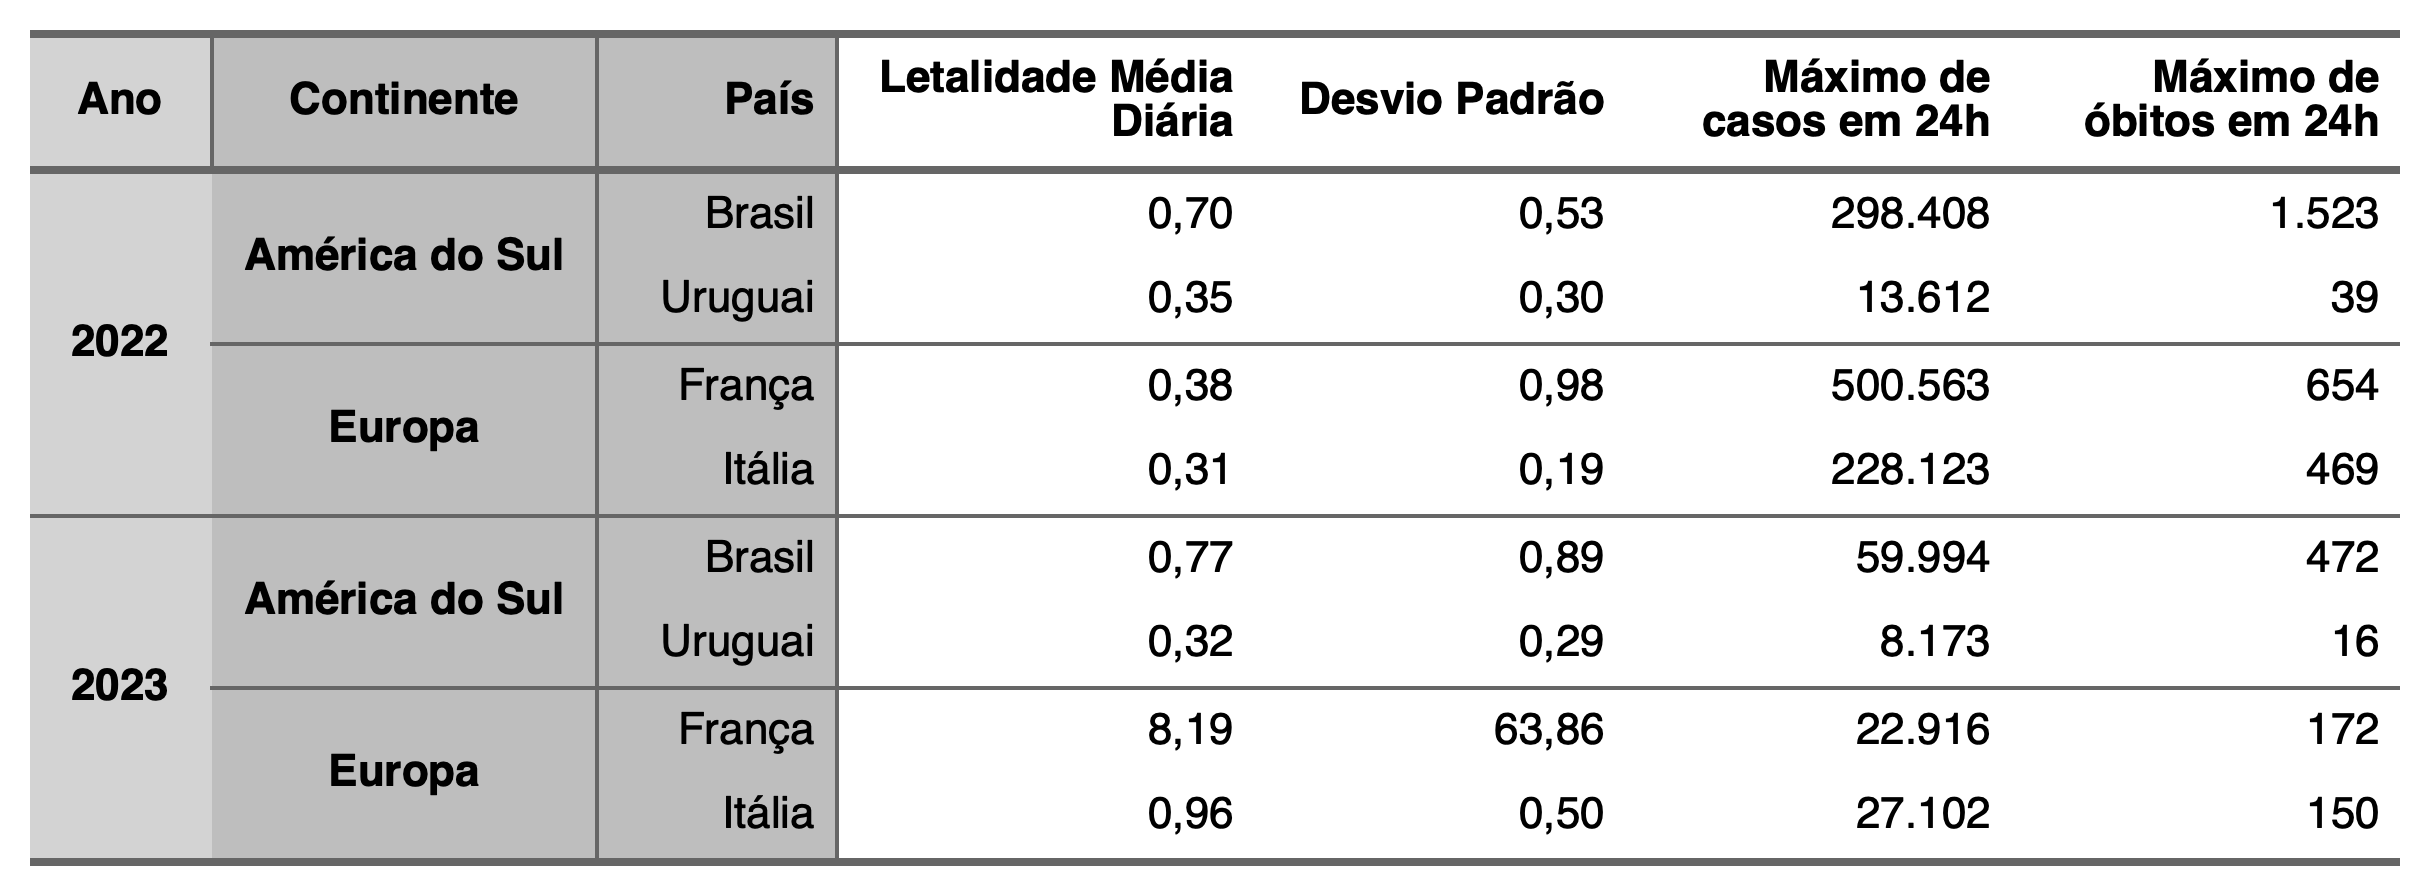 Ano Continente País Letalidade Média Diária Desvio Padrão Máximo de casos em 24h Máximo de óbitos em 24h
2022 América do Sul Brasil 0,70 0,53 298.408 1.523
Uruguai 0,35 0,30 13.612 39
Europa França 0,38 0,98 500.563 654
Itália 0,31 0,19 228.123 469
2023 América do Sul Brasil 0,77 0,89 59.994 472
Uruguai 0,32 0,29 8.173 16
Europa França 8,19 63,86 22.916 172
Itália 0,96 0,50 27.102 150